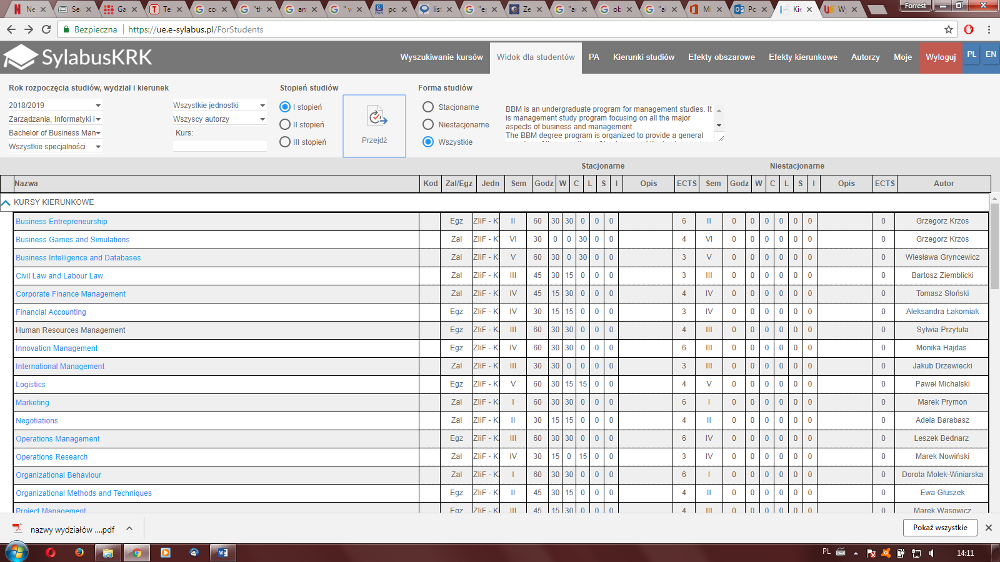 Ne
Se
Ga
Te
co
"th
an
" w
po
list
"eg
Ze
"ar
ob
"al
Mi
Po
Kie
Wy
Forrest
Bezpieczna
https://ue.e-sylabus.pl/ForStudents
SylabusKRK
Wyszukiwanie kursów Widok dla studentów PA Kierunki studiów Efekty obszarowe Efekty kierunkowe Autorzy Moje Wyloguj PL EN
Rok rozpoczęcia studiów, wydział i kierunek
2018/2019
Zarządzania, Informatyki i
Bachelor of Business Man
Wszystkie specjalności
Wszystkie jednostki
Wszyscy autorzy
Kurs:
Stopień studiów
I stopień
II stopień
III stopień
Przejdź
Forma studiów
Stacjonarne
Niestacjonarne
Wszystkie
BBM is an undergraduate program for management studies. It
is management study program focusing on all the major
aspects of business and management.
The BBM degree program is organized to provide a general
Stacjonarne Niestacjonarne
Nazwa Kod Zal/Egz Jedn Sem Godz W C L S I Opis ECTS Sem Godz W C L S I Opis ECTS Autor
KURSY KIERUNKOWE
Business Entrepreneurship Egz ZIiF - K II 60 30 30 0 0 0 6 II 0 0 0 0 0 0 0 Grzegorz Krzos
Business Games and Simulations Zal ZIiF - K VI 30 0 0 30 0 0 4 VI 0 0 0 0 0 0 0 Grzegorz Krzos
Business Intelligence and Databases Zal ZIiF - K V 60 30 0 30 0 0 3 V 0 0 0 0 0 0 0 Wiesława Gryncewicz
Civil Law and Labour Law Zal ZIiF - K III 45 30 15 0 0 0 3 III 0 0 0 0 0 0 0 Bartosz Ziemblicki
Corporate Finance Management Zal ZIiF - K IV 45 15 30 0 0 0 4 IV 0 0 0 0 0 0 0 Tomasz Słoński
Financial Accounting Egz ZIiF - K IV 30 15 15 0 0 0 3 IV 0 0 0 0 0 0 0 Aleksandra Łakomiak
Human Resources Management Egz ZIiF - K III 60 30 30 0 0 0 4 III 0 0 0 0 0 0 0 Sylwia Przytuła
Innovation Management Egz ZIiF - K IV 60 30 30 0 0 0 6 III 0 0 0 0 0 0 0 Monika Hajdas
International Management Zal ZIiF - K III 30 30 0 0 0 0 3 III 0 0 0 0 0 0 0 Jakub Drzewiecki
Logistics Egz ZIiF - K V 60 30 15 15 0 0 4 V 0 0 0 0 0 0 0 Paweł Michalski
Marketing Zal ZIiF - K I 60 30 30 0 0 0 6 I 0 0 0 0 0 0 0 Marek Prymon
Negotiations Zal ZIiF - K II 30 15 15 0 0 0 4 II 0 0 0 0 0 0 0 Adela Barabasz
Operations Management Egz ZIiF - K III 60 30 30 0 0 0 6 IV 0 0 0 0 0 0 0 Leszek Bednarz
Operations Research Zal ZIiF - K IV 30 15 0 15 0 0 3 IV 0 0 0 0 0 0 0 Marek Nowiński
Organizational Behaviour Zal ZIiF - K I 60 30 30 0 0 0 6 I 0 0 0 0 0 0 0 Dorota Molek-Winiarska
Organizational Methods and Techniques Egz ZIiF - K II 45 30 15 0 0 0 4 II 0 0 0 0 0 0 0 Ewa Głuszek
Project Management Egz ZIiF - K III 45 15 30 0 0 0 4 III 0 0 0 0 0 0 0 Marek Wąsowicz
nazwy wydziałów ....pdf
Pokaż wszystkie
PL
14:11